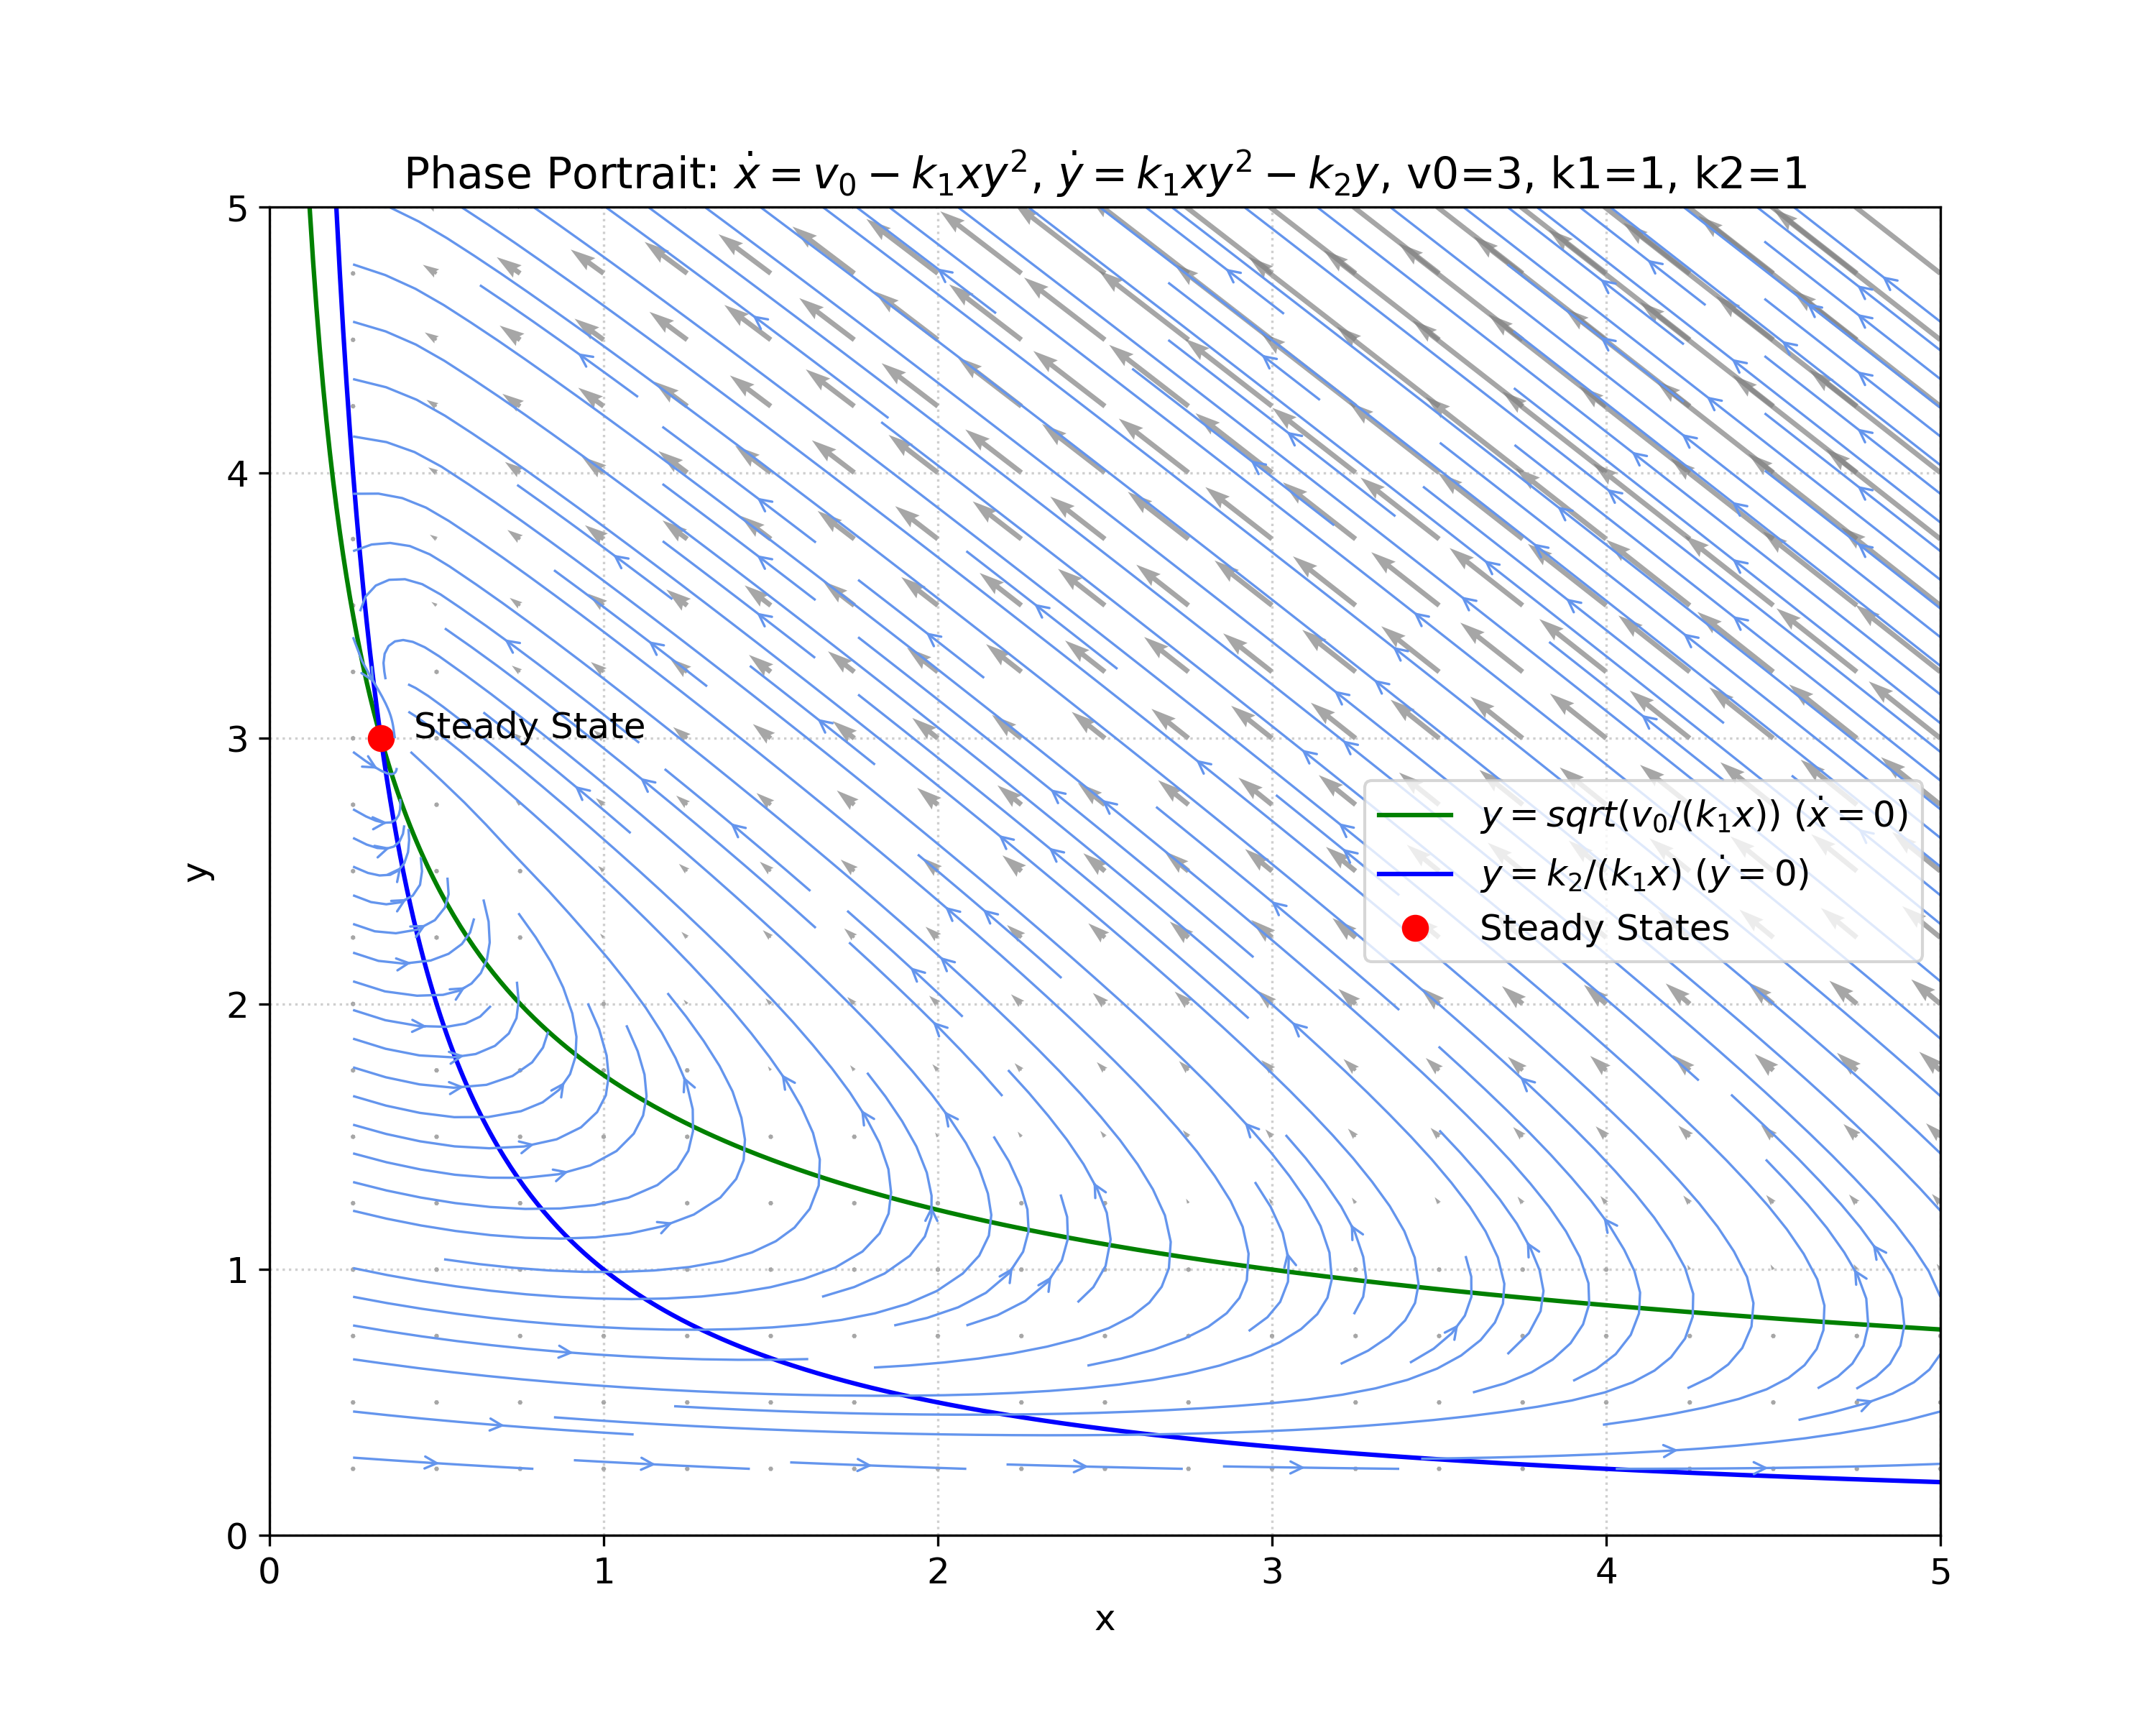 Phase Portrait: ẋ = v₀ − k₁xy², ẏ = k₁xy² − k₂y, v0=3, k1=1, k2=1
5
4
3
2
1
0
y
Steady State
y = sqrt(v₀/(k₁x)) (ẋ = 0)
y = k₂/(k₁x) (ẏ = 0)
Steady States
0 1 2 3 4 5
x